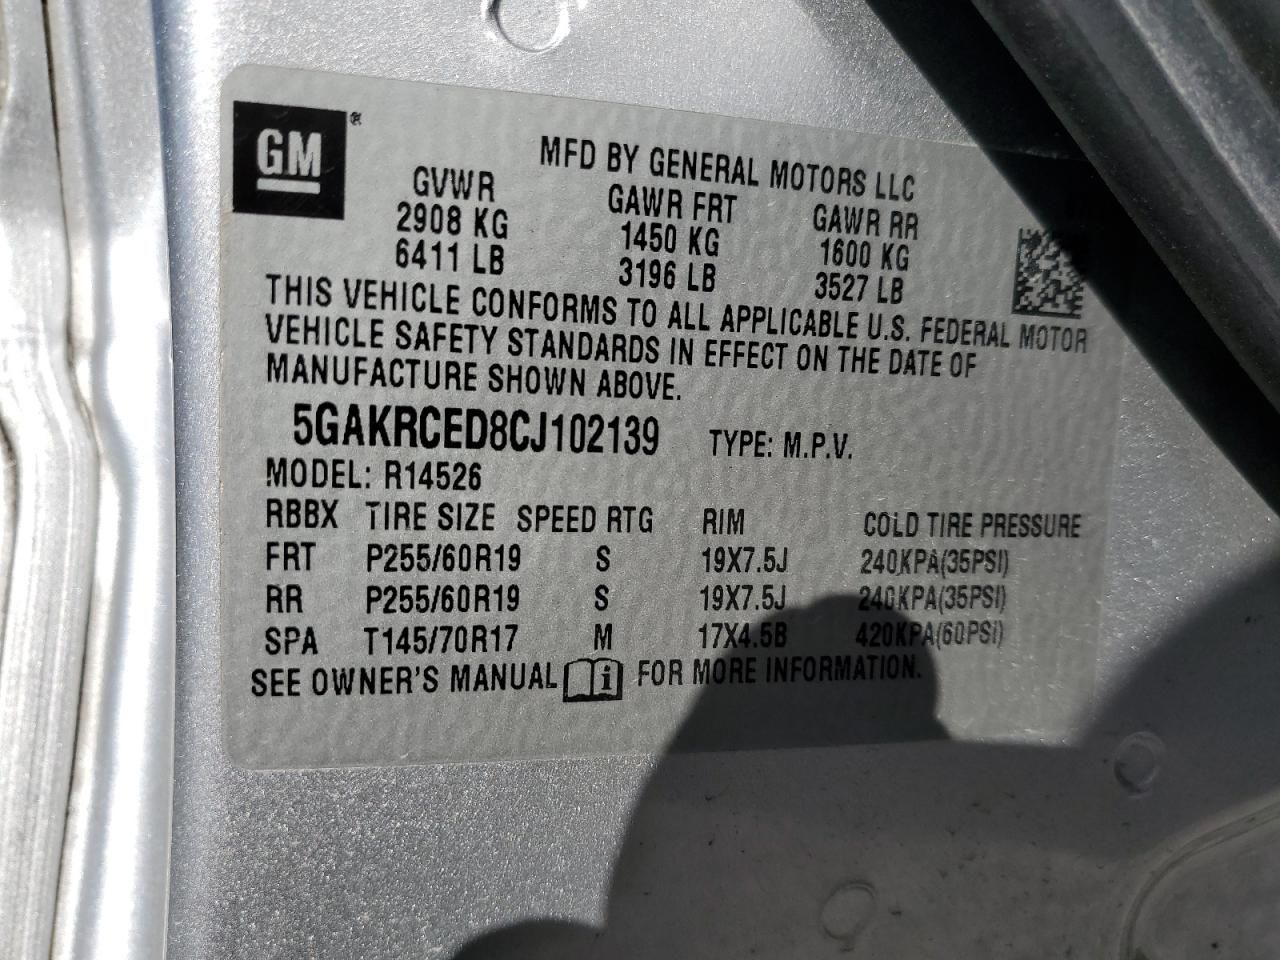 GM®
MFD BY GENERAL MOTORS LLC
GVWR GAWR FRT GAWR RR
2908 KG 1450 KG 1600 KG
6411 LB 3196 LB 3527 LB
THIS VEHICLE CONFORMS TO ALL APPLICABLE U.S. FEDERAL MOTOR
VEHICLE SAFETY STANDARDS IN EFFECT ON THE DATE OF
MANUFACTURE SHOWN ABOVE.
5GAKRCED8CJ102139 TYPE: M.P.V.
MODEL: R14526
RBBX TIRE SIZE SPEED RTG RIM COLD TIRE PRESSURE
FRT P255/60R19 S 19X7.5J 240KPA(35PSI)
RR P255/60R19 S 19X7.5J 240KPA(35PSI)
SPA T145/70R17 M 17X4.5B 420KPA(60PSI)
SEE OWNER'S MANUAL i FOR MORE INFORMATION.